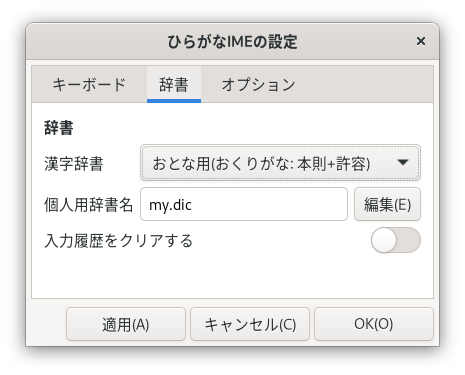 ひらがなIMEの設定
キーボード 辞書 オプション
辞書
漢字辞書 おとな用(おくりがな: 本則+許容)
個人用辞書名 my.dic 編集(E)
入力履歴をクリアする
適用(A) キャンセル(C) OK(O)